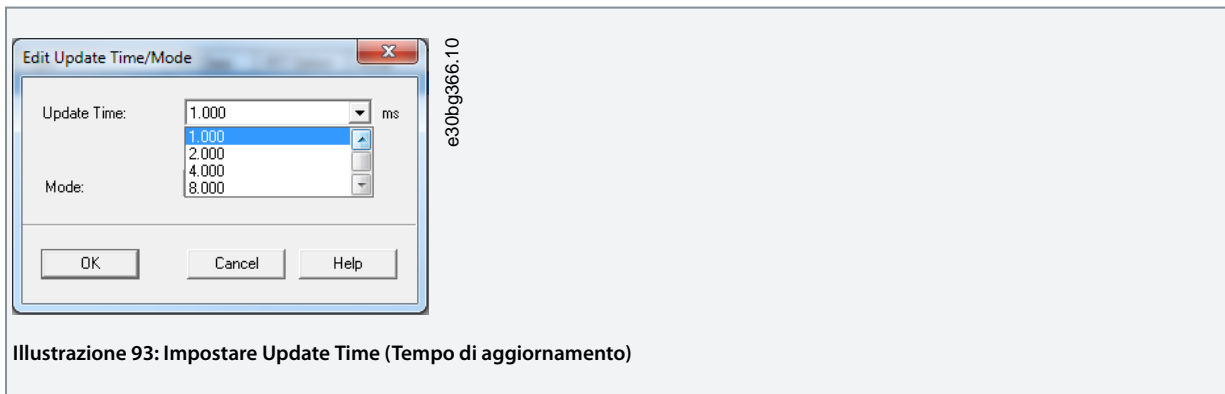 Edit Update Time/Mode
Update Time:
1.000
ms
1.000
2.000
4.000
8.000
Mode:
OK
Cancel
Help
e30bg366.10
Illustrazione 93: Impostare Update Time (Tempo di aggiornamento)